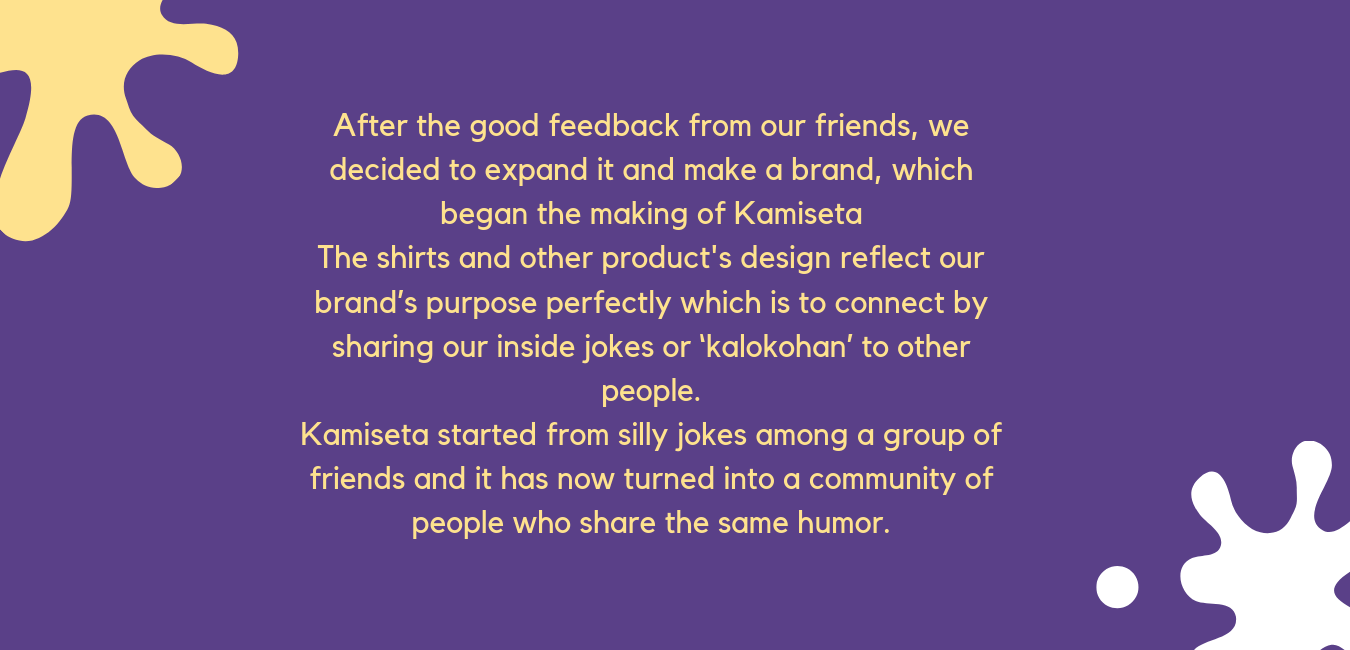 After the good feedback from our friends, we
decided to expand it and make a brand, which
began the making of Kamiseta
The shirts and other product's design reflect our
brand’s purpose perfectly which is to connect by
sharing our inside jokes or ‘kalokohan’ to other
people.
Kamiseta started from silly jokes among a group of
friends and it has now turned into a community of
people who share the same humor.